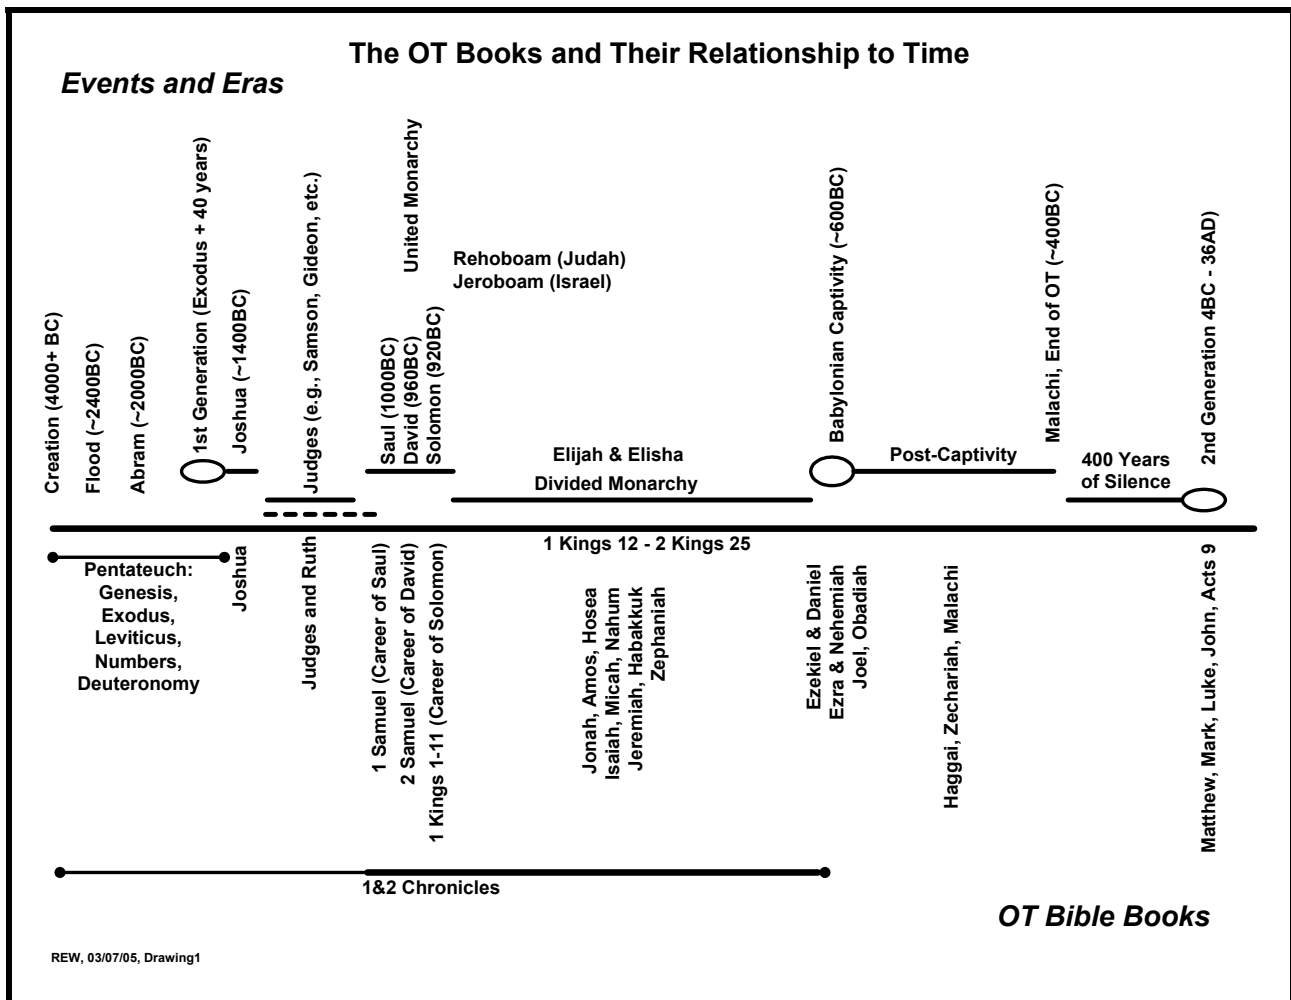 The OT Books and Their Relationship to Time
Events and Eras
Creation (4000+ BC)
Flood (~2400BC)
Abram (~2000BC)
1st Generation (Exodus + 40 years)
Joshua (~1400BC)
Judges (e.g., Samson, Gideon, etc.)
United Monarchy
Saul (1000BC)
David (960BC)
Solomon (920BC)
Rehoboam (Judah)
Jeroboam (Israel)
Elijah & Elisha
Divided Monarchy
Babylonian Captivity (~600BC)
Post-Captivity
Malachi, End of OT (~400BC)
400 Years
of Silence
2nd Generation 4BC - 36AD)
Pentateuch:
Genesis,
Exodus,
Leviticus,
Numbers,
Deuteronomy
Joshua
Judges and Ruth
1 Samuel (Career of Saul)
2 Samuel (Career of David)
1 Kings 1-11 (Career of Solomon)
1 Kings 12 - 2 Kings 25
Jonah, Amos, Hosea
Isaiah, Micah, Nahum
Jeremiah, Habakkuk
Zephaniah
Ezekiel & Daniel
Ezra & Nehemiah
Joel, Obadiah
Haggai, Zechariah, Malachi
Matthew, Mark, Luke, John, Acts 9
1&2 Chronicles
OT Bible Books
REW, 03/07/05, Drawing1